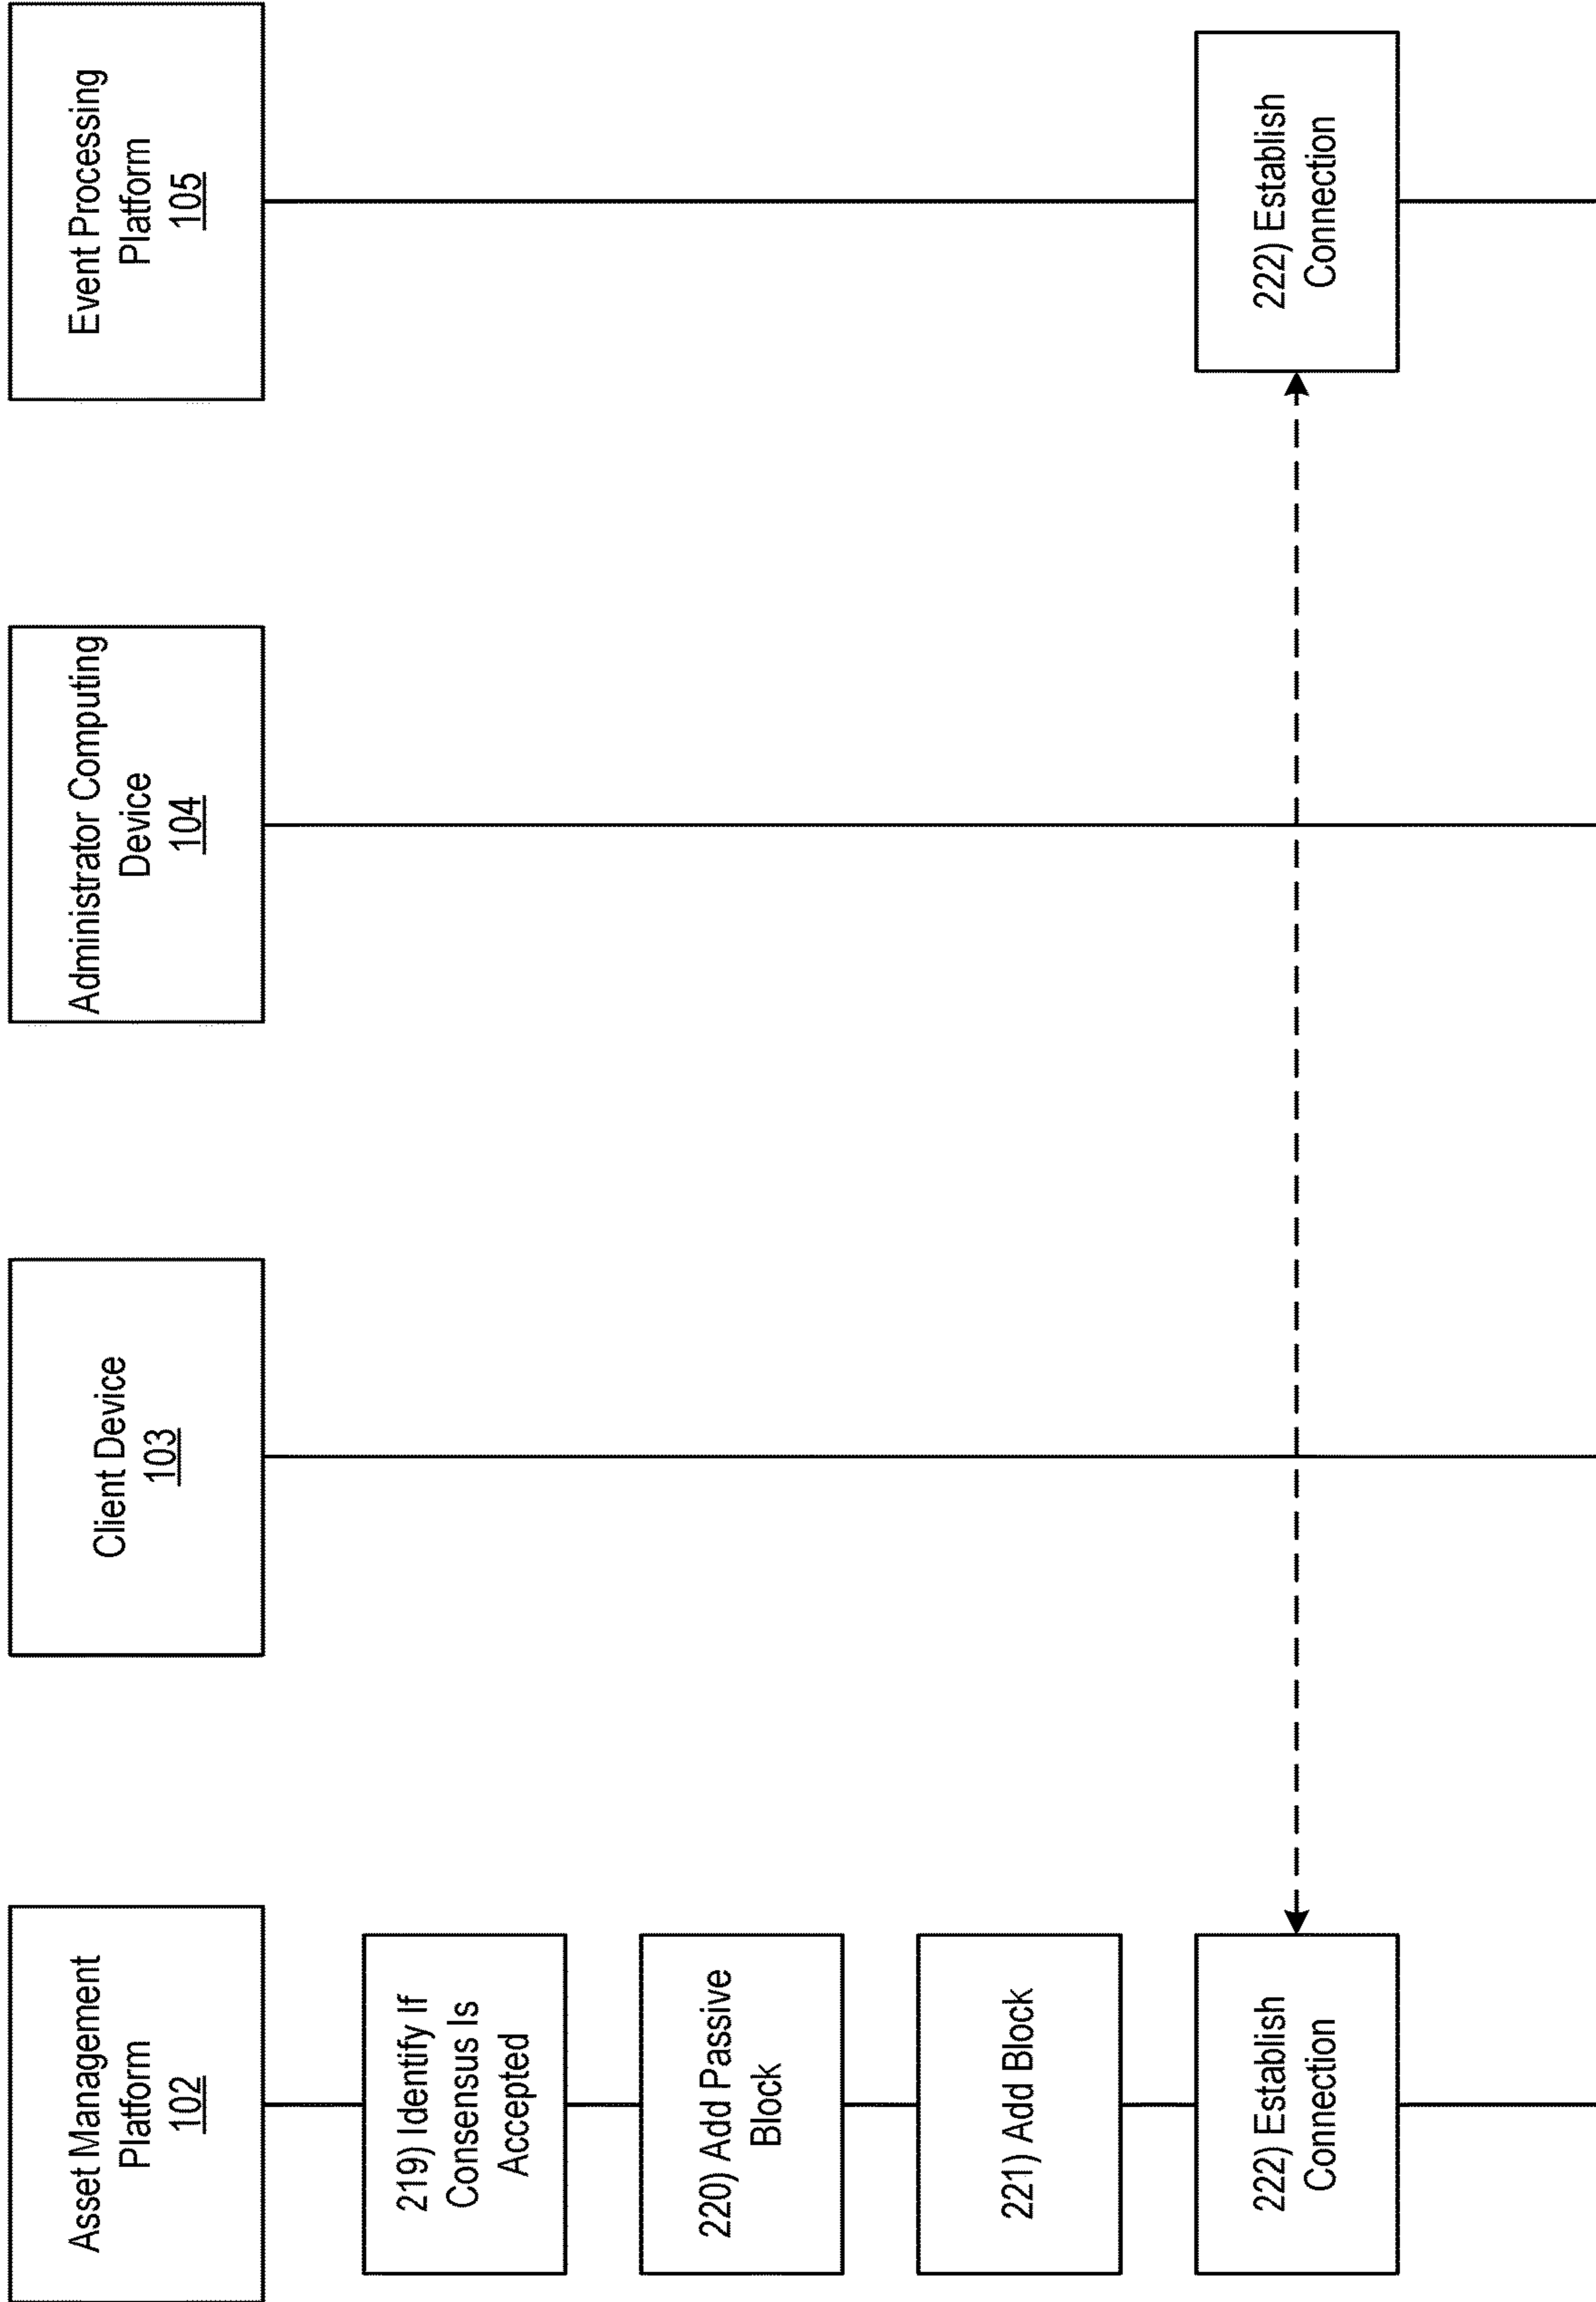 Asset Management
Platform
102
Client Device
103
Administrator Computing
Device
104
Event Processing
Platform
105
219) Identify If
Consensus Is
Accepted
220) Add Passive
Block
221) Add Block
222) Establish
Connection
222) Establish
Connection